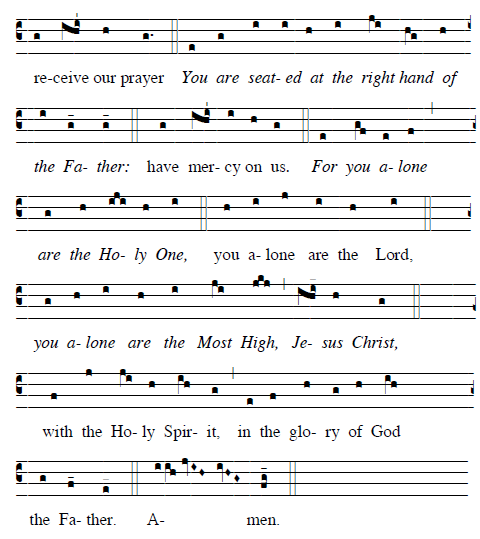 re-ceive our prayer You are seat- ed at the right hand of
the Fa- ther: have mer- cy on us. For you a- lone
are the Ho- ly One, you a- lone are the Lord,
you a- lone are the Most High, Je- sus Christ,
with the Ho- ly Spir- it, in the glo- ry of God
the Fa- ther. A- men.